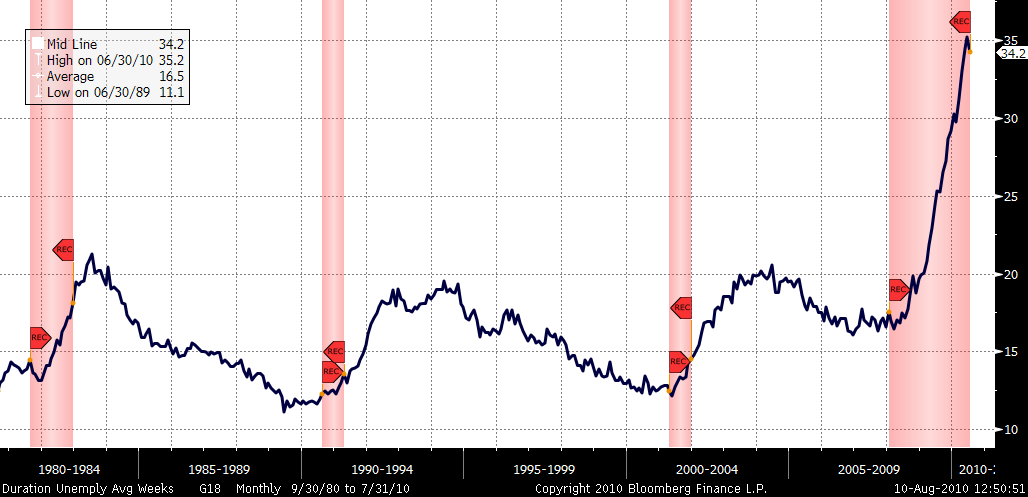 REC
35
Mid Line 34.2
34.2
High on 06/30/10 35.2
Average 16.5
Low on 06/30/89 11.1
30
25
REC
20
REC
REC
REC
REC
15
REC
REC
10
1980-1984 1985-1989 1990-1994 1995-1999 2000-2004 2005-2009 2010-:
Duration Unemply Avg Weeks G18 Monthly 9/30/80 to 7/31/10 Copyright 2010 Bloomberg Finance L.P. 10-Aug-2010 12:50:51